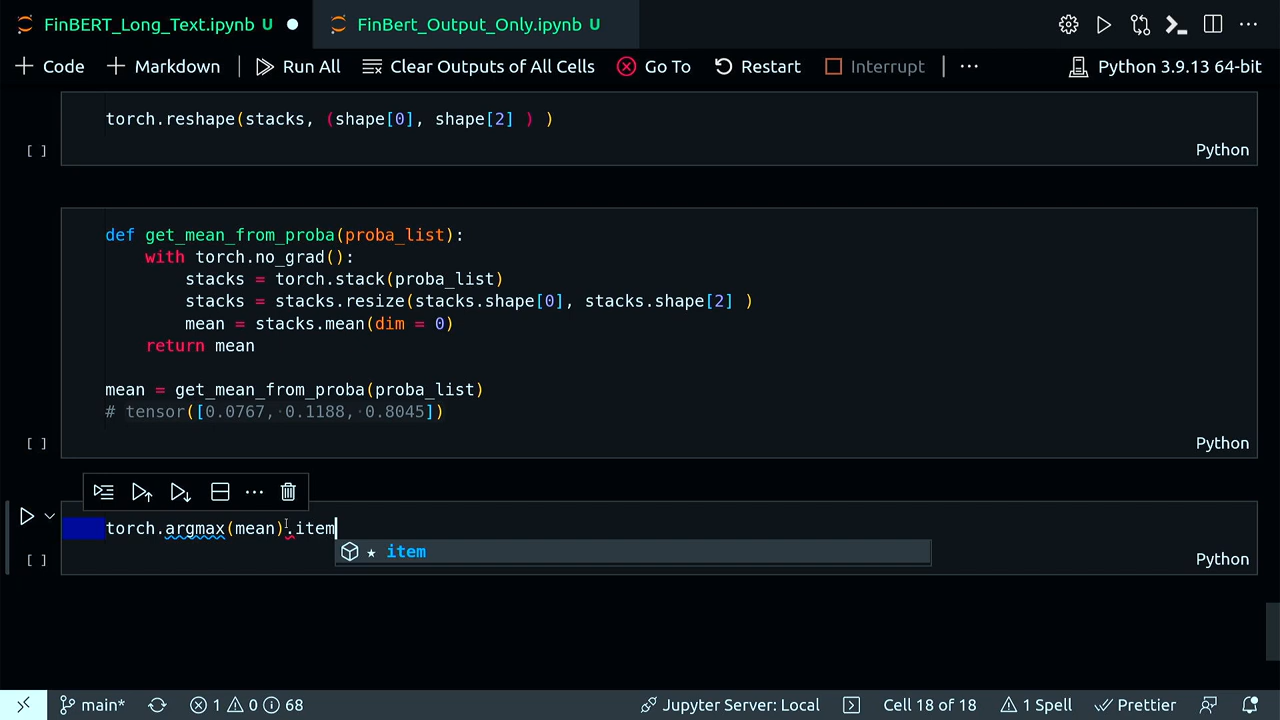 FinBERT_Long_Text.ipynb U FinBert_Output_Only.ipynb U
Code Markdown Run All Clear Outputs of All Cells Go To Restart Interrupt ... Python 3.9.13 64-bit
torch.reshape(stacks, (shape[0], shape[2] ) )
[ ] Python
def get_mean_from_proba(proba_list):
with torch.no_grad():
stacks = torch.stack(proba_list)
stacks = stacks.resize(stacks.shape[0], stacks.shape[2] )
mean = stacks.mean(dim = 0)
return mean
mean = get_mean_from_proba(proba_list)
# tensor([0.0767, 0.1188, 0.8045])
[ ] Python
torch.argmax(mean).item
item
[ ] Python
main* 1 0 68 Jupyter Server: Local Cell 18 of 18 1 Spell Prettier